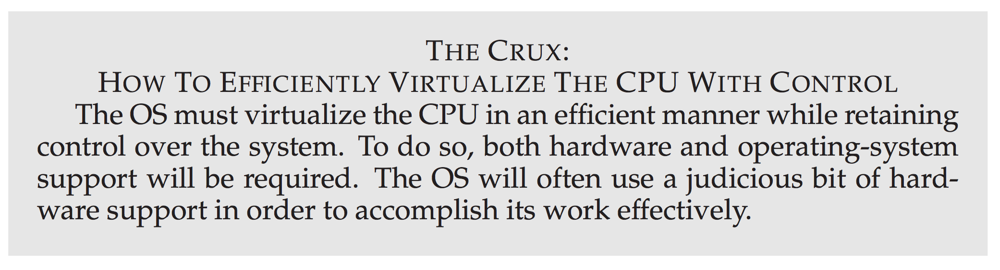 The Crux:
How To Efficiently Virtualize The CPU With Control
The OS must virtualize the CPU in an efficient manner while retaining
control over the system. To do so, both hardware and operating-system
support will be required. The OS will often use a judicious bit of hard-
ware support in order to accomplish its work effectively.